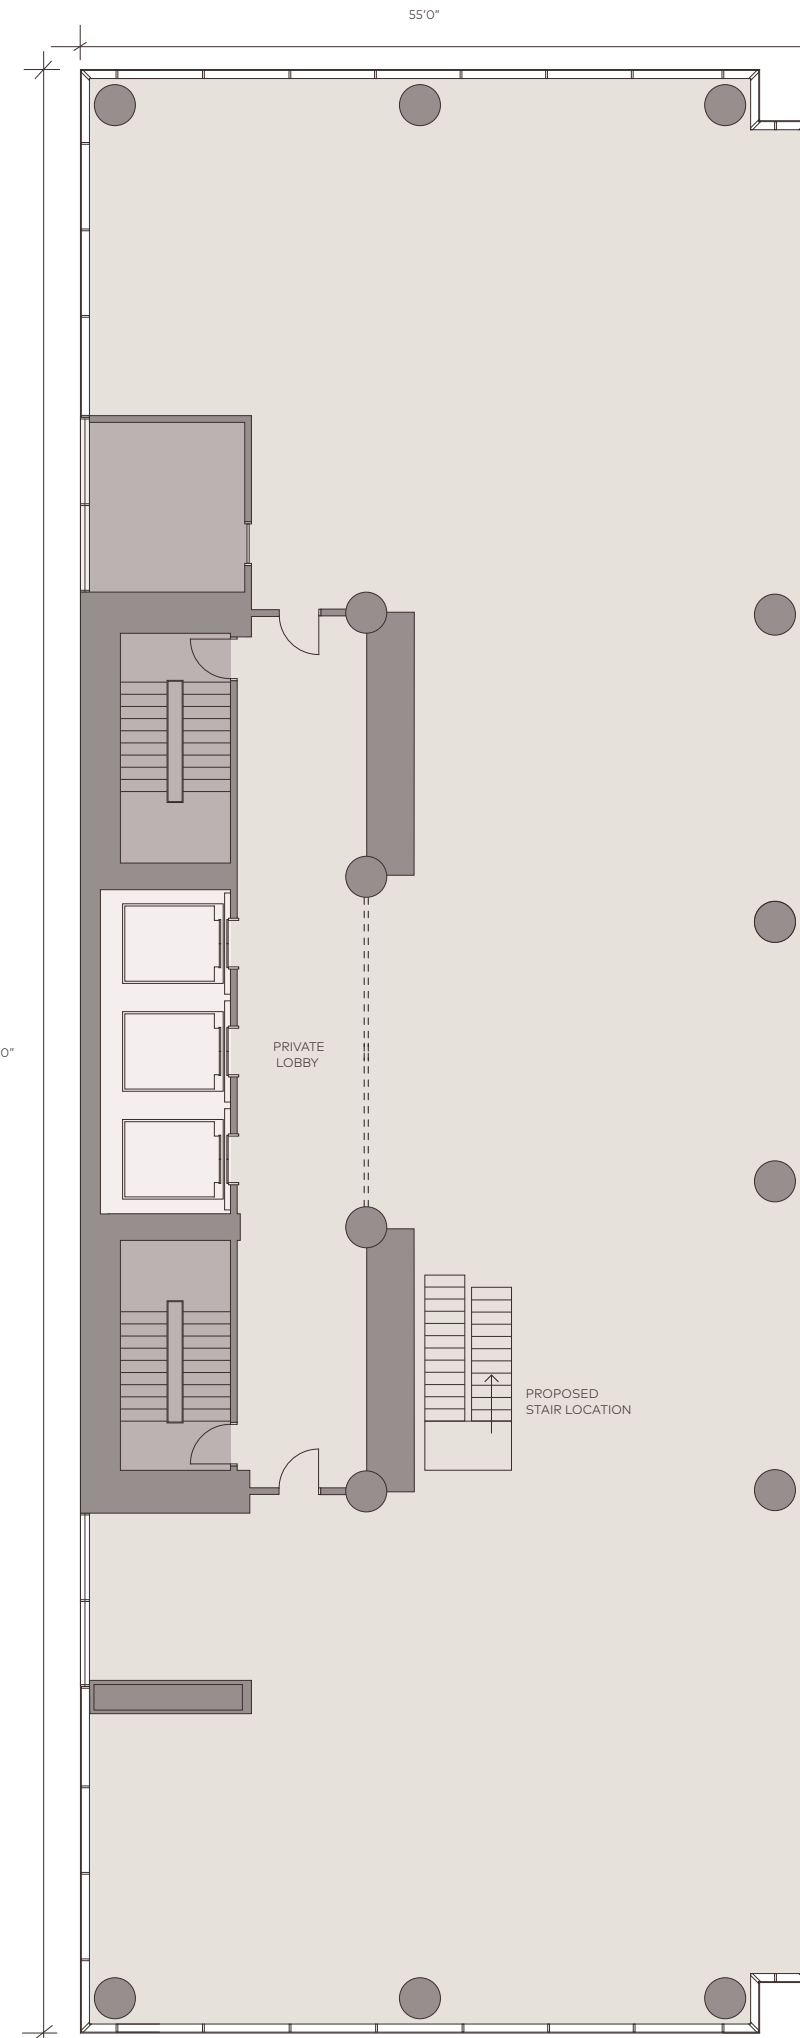 55'0"
0"
PRIVATE
LOBBY
PROPOSED
STAIR LOCATION